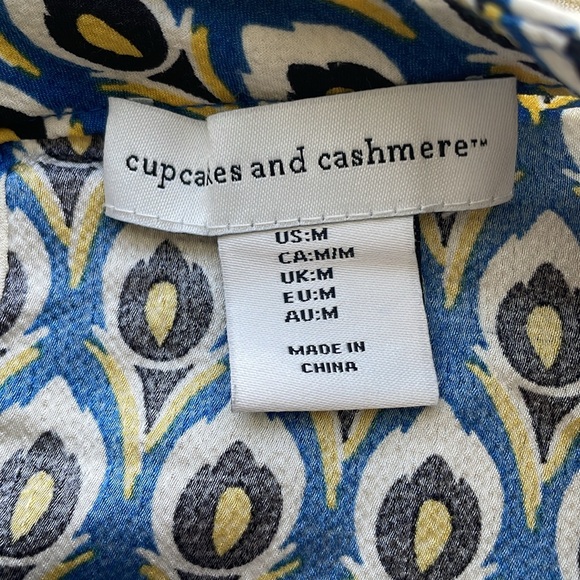 cupcakes and cashmere™
US:M
CA:M/M
UK:M
EU:M
AU:M
MADE IN
CHINA